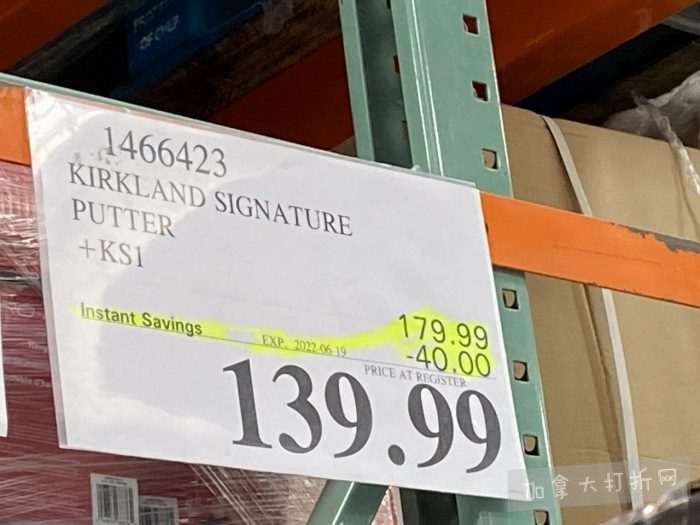 1466423
KIRKLAND SIGNATURE
PUTTER
+KS1
Instant Savings 179.99
EXP. 2022-06-19 -40.00
PRICE AT REGISTER
139.99
加拿大打折网